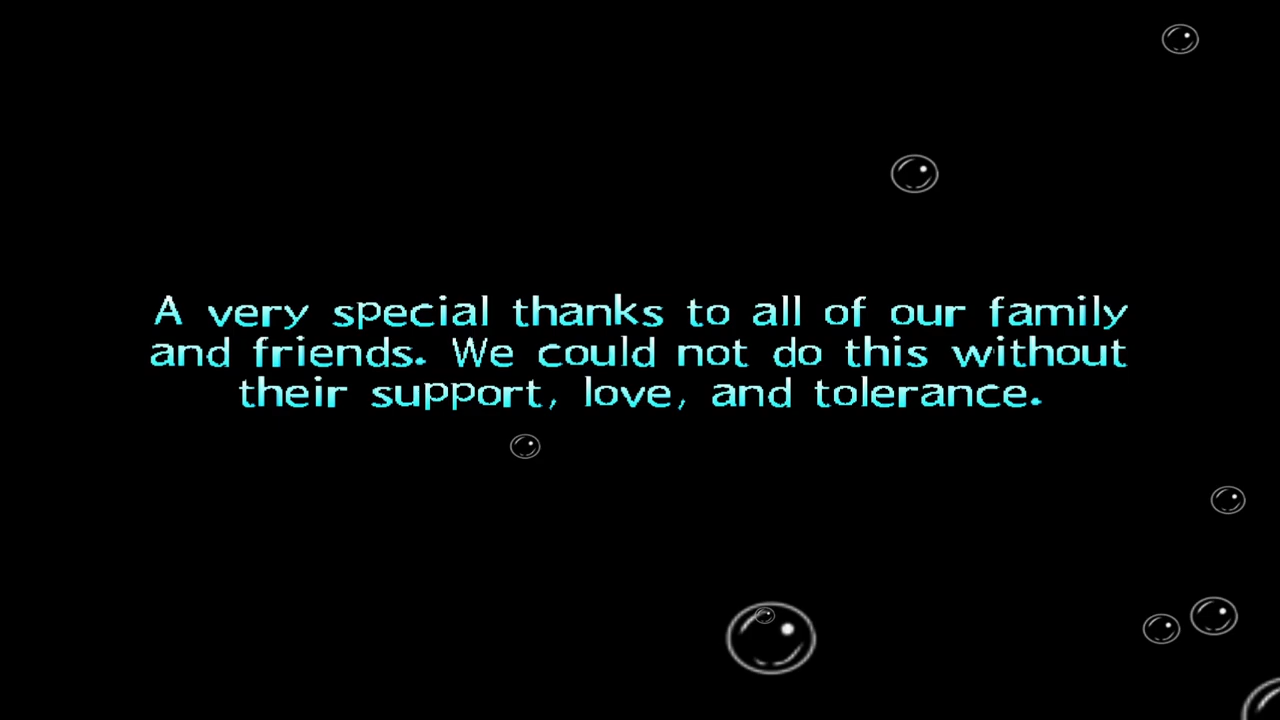 A very special thanks to all of our family
and friends. We could not do this without
their support, love, and tolerance.